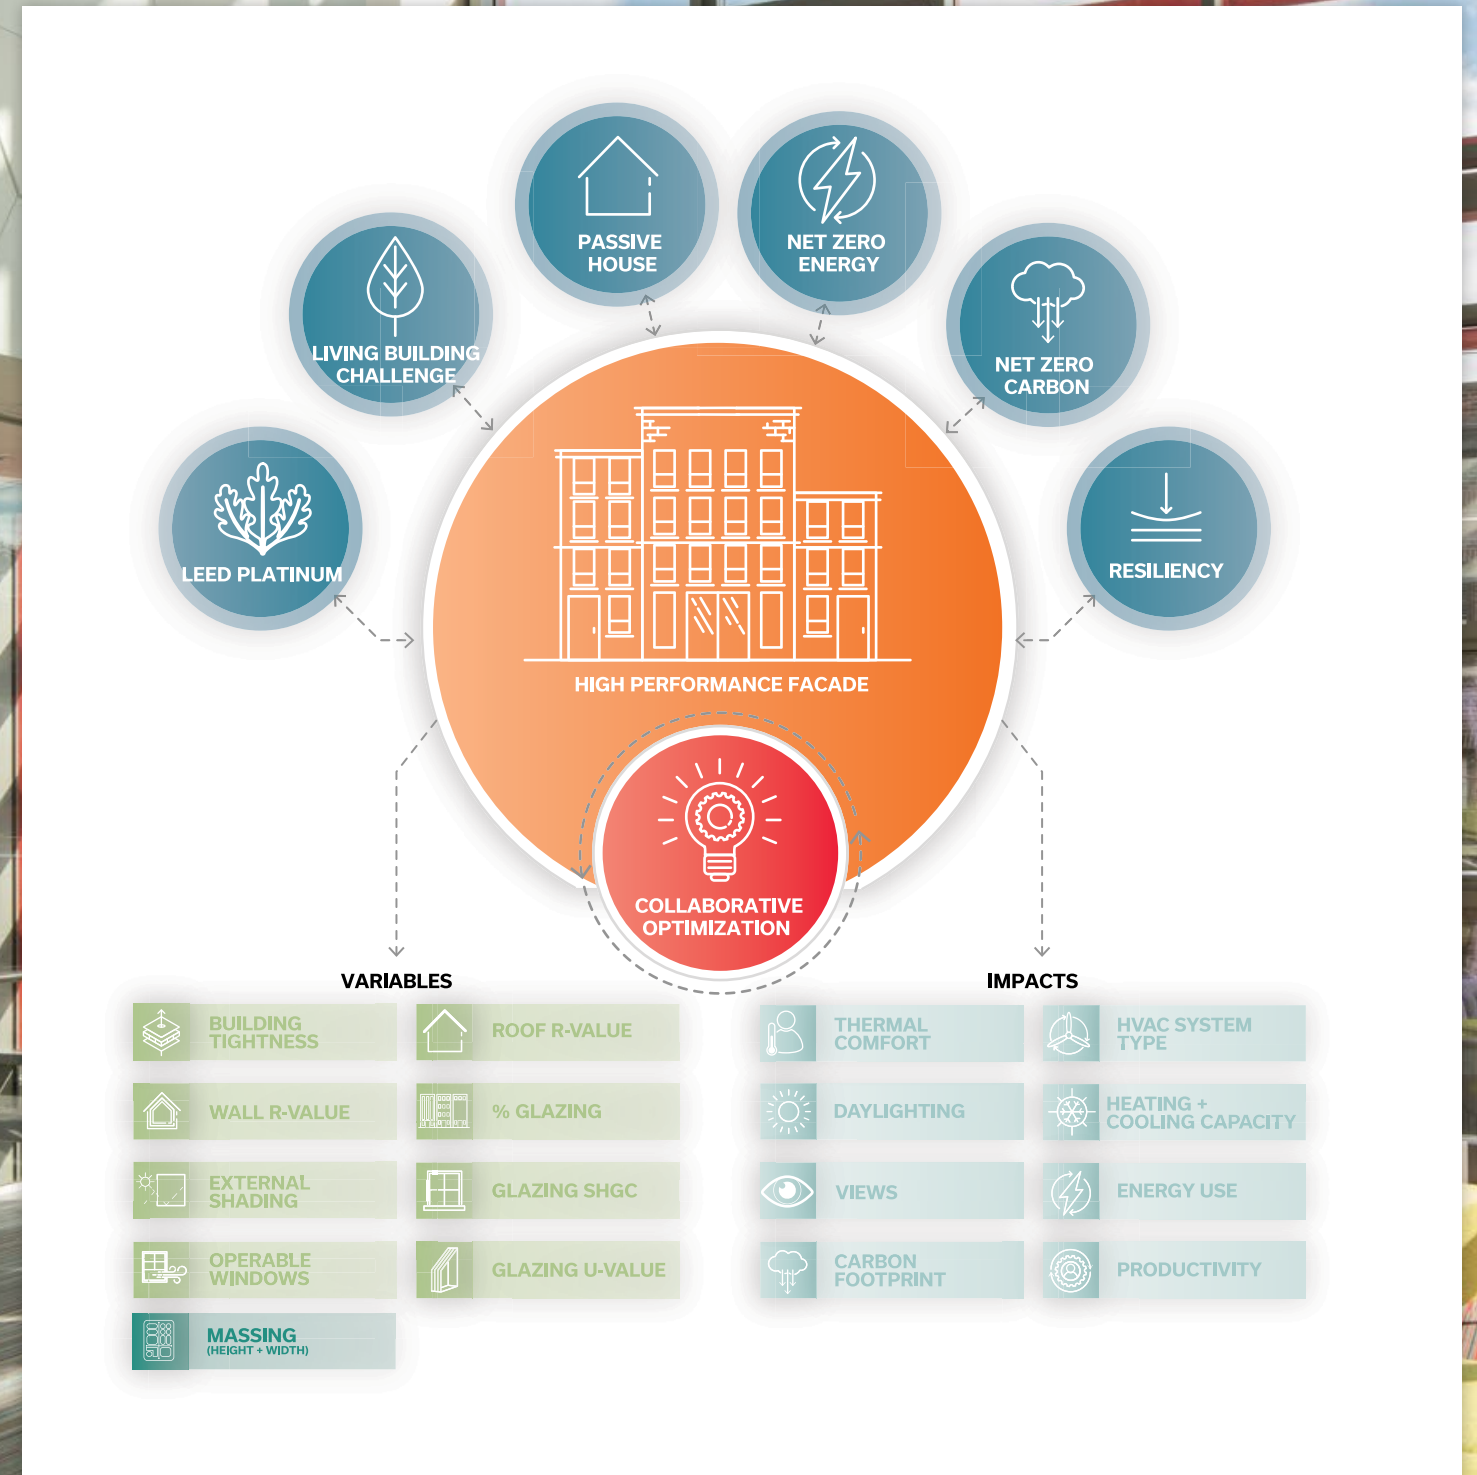 PASSIVE
HOUSE
NET ZERO
ENERGY
LIVING BUILDING
CHALLENGE
NET ZERO
CARBON
LEED PLATINUM
RESILIENCY
HIGH PERFORMANCE FACADE
COLLABORATIVE
OPTIMIZATION
VARIABLES
BUILDING
TIGHTNESS
ROOF R-VALUE
WALL R-VALUE
% GLAZING
EXTERNAL
SHADING
GLAZING SHGC
OPERABLE
WINDOWS
GLAZING U-VALUE
MASSING
(HEIGHT + WIDTH)
IMPACTS
THERMAL
COMFORT
HVAC SYSTEM
TYPE
DAYLIGHTING
HEATING +
COOLING CAPACITY
VIEWS
ENERGY USE
CARBON
FOOTPRINT
PRODUCTIVITY